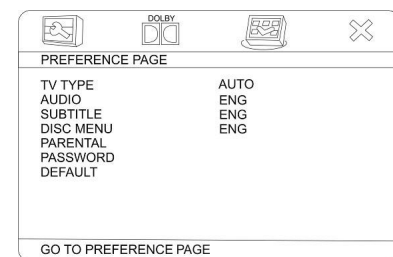 DOLBY
PREFERENCE PAGE
TV TYPE AUTO
AUDIO ENG
SUBTITLE ENG
DISC MENU ENG
PARENTAL
PASSWORD
DEFAULT
GO TO PREFERENCE PAGE